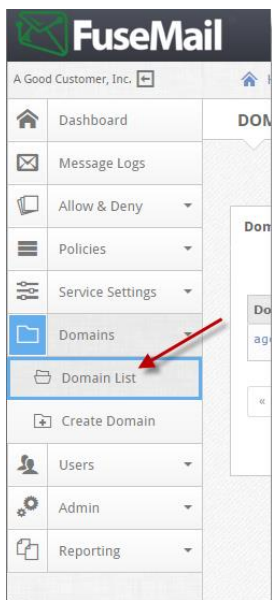 FuseMail
A Good Customer, Inc.
Dashboard
DOM
Message Logs
Allow & Deny
Dom
Policies
Service Settings
Do
Domains
ag
Domain List
«
Create Domain
Users
Admin
Reporting